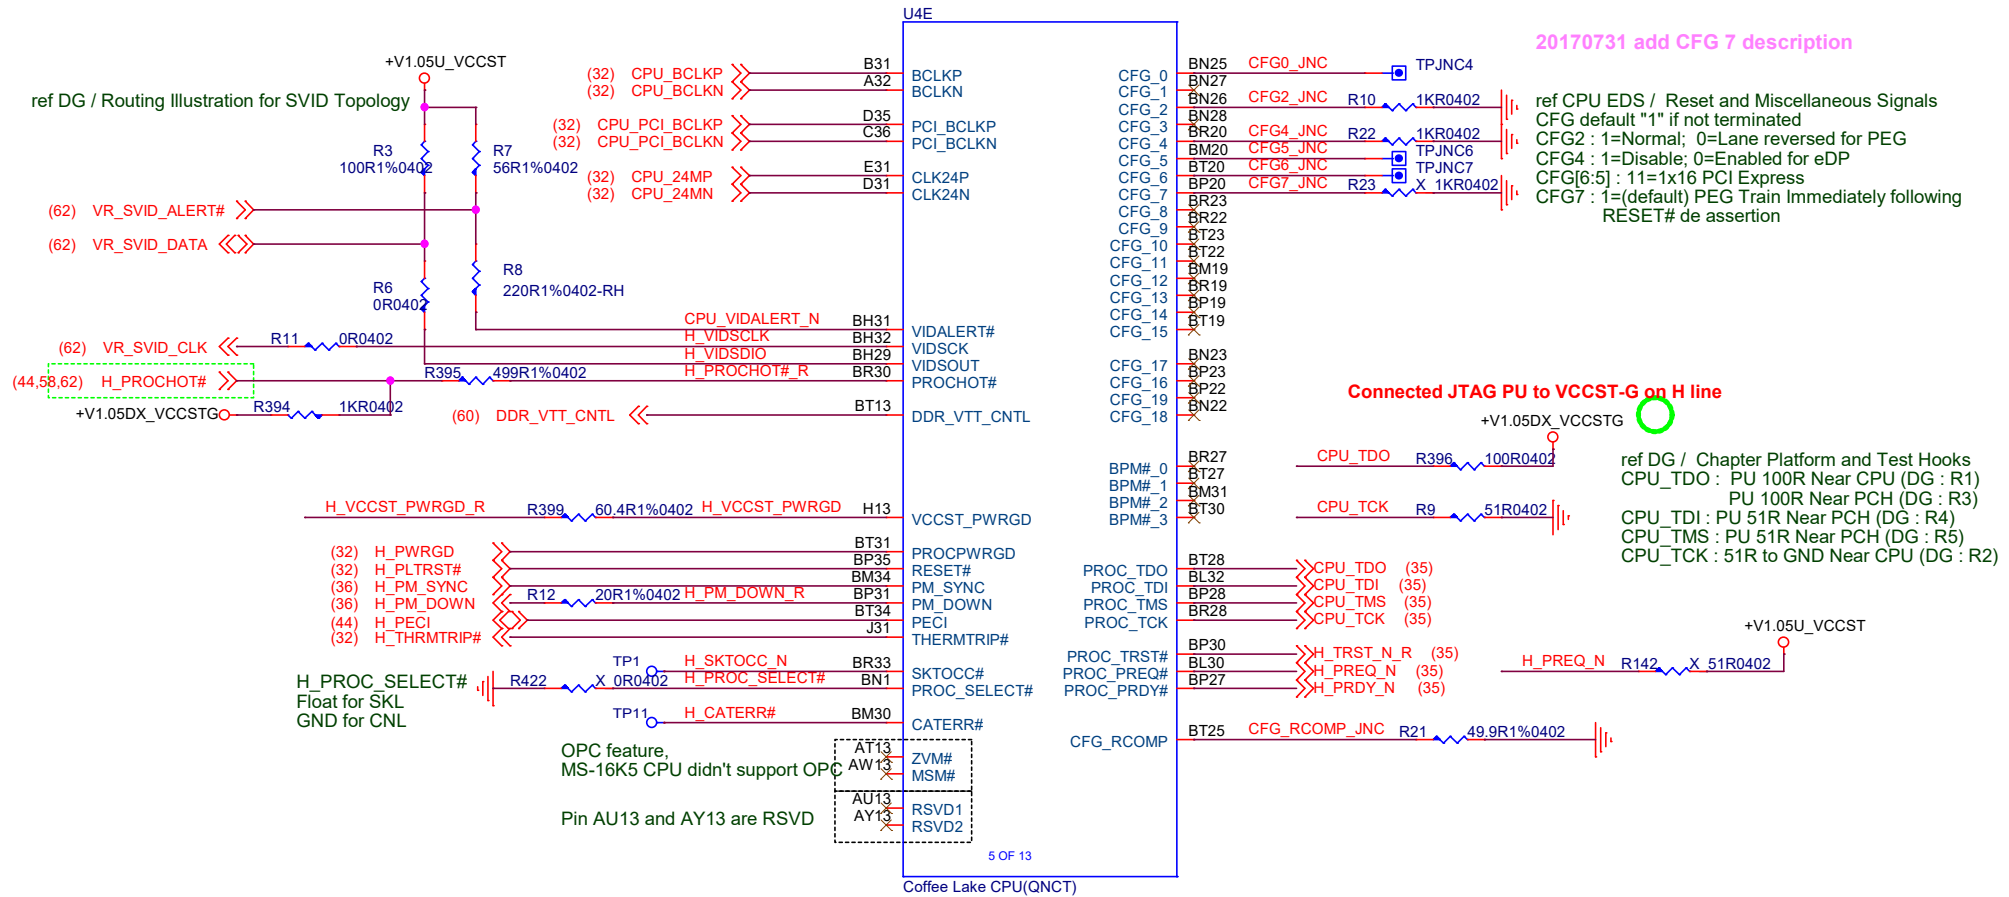 U4E
20170731 add CFG 7 description
+V1.05U_VCCST
ref DG / Routing Illustration for SVID Topology
R3
100R1%0402
R7
56R1%0402
(62) VR_SVID_ALERT#
(62) VR_SVID_DATA
R6
0R0402
R8
220R1%0402-RH
(62) VR_SVID_CLK
R11 0R0402
(44,58,62) H_PROCHOT#
R395 499R1%0402
+V1.05DX_VCCSTG
R394 1KR0402
(32) CPU_BCLKP B31 BCLKP
(32) CPU_BCLKN A32 BCLKN
(32) CPU_PCI_BCLKP D35 PCI_BCLKP
(32) CPU_PCI_BCLKN C36 PCI_BCLKN
(32) CPU_24MP E31 CLK24P
(32) CPU_24MN D31 CLK24N
CPU_VIDALERT_N BH31 VIDALERT#
H_VIDSCLK BH32 VIDSCK
H_VIDSDIO BH29 VIDSOUT
H_PROCHOT#_R BR30 PROCHOT#
(60) DDR_VTT_CNTL BT13 DDR_VTT_CNTL
H_VCCST_PWRGD_R R399 60.4R1%0402 H_VCCST_PWRGD H13 VCCST_PWRGD
(32) H_PWRGD BT31 PROCPWRGD
(32) H_PLTRST# BP35 RESET#
(36) H_PM_SYNC BM34 PM_SYNC
(36) H_PM_DOWN R12 20R1%0402 H_PM_DOWN_R BP31 PM_DOWN
(44) H_PECI BT34 PECI
(32) H_THRMTRIP# J31 THERMTRIP#
TP1 H_SKTOCC_N BR33 SKTOCC#
R422 X 0R0402 H_PROC_SELECT# BN1 PROC_SELECT#
H_PROC_SELECT#
Float for SKL
GND for CNL
TP11 H_CATERR# BM30 CATERR#
OPC feature,
MS-16K5 CPU didn't support OPC
AT13 ZVM#
AW13 MSM#
Pin AU13 and AY13 are RSVD
AU13 RSVD1
AY13 RSVD2
5 OF 13
Coffee Lake CPU(QNCT)
CFG_0 BN25 CFG0_JNC TPJNC4
CFG_1 BN27
CFG_2 BN26 CFG2_JNC R10 1KR0402
CFG_3 BN28
CFG_4 BR20 CFG4_JNC R22 1KR0402
CFG_5 BM20 CFG5_JNC TPJNC6
CFG_6 BT20 CFG6_JNC TPJNC7
CFG_7 BP20 CFG7_JNC R23 X 1KR0402
CFG_8 BR23
CFG_9 BR22
CFG_10 BT23
CFG_11 BT22
CFG_12 BM19
CFG_13 BR19
CFG_14 BP19
CFG_15 BT19
CFG_17 BN23
CFG_16 BP23
CFG_19 BP22
CFG_18 BN22
BPM#_0 BR27
BPM#_1 BT27
BPM#_2 BM31
BPM#_3 BT30
PROC_TDO BT28 CPU_TDO (35)
PROC_TDI BL32 CPU_TDI (35)
PROC_TMS BP28 CPU_TMS (35)
PROC_TCK BR28 CPU_TCK (35)
PROC_TRST# BP30 H_TRST_N_R (35)
PROC_PREQ# BL30 H_PREQ_N (35)
PROC_PRDY# BP27 H_PRDY_N (35)
CFG_RCOMP BT25 CFG_RCOMP_JNC R21 49.9R1%0402
ref CPU EDS / Reset and Miscellaneous Signals
CFG default "1" if not terminated
CFG2 : 1=Normal; 0=Lane reversed for PEG
CFG4 : 1=Disable; 0=Enabled for eDP
CFG[6:5] : 11=1x16 PCI Express
CFG7 : 1=(default) PEG Train Immediately following
RESET# de assertion
Connected JTAG PU to VCCST-G on H line
+V1.05DX_VCCSTG
CPU_TDO R396 100R0402
CPU_TCK R9 51R0402
ref DG / Chapter Platform and Test Hooks
CPU_TDO : PU 100R Near CPU (DG : R1)
PU 100R Near PCH (DG : R3)
CPU_TDI : PU 51R Near PCH (DG : R4)
CPU_TMS : PU 51R Near PCH (DG : R5)
CPU_TCK : 51R to GND Near CPU (DG : R2)
+V1.05U_VCCST
H_PREQ_N R142 X 51R0402